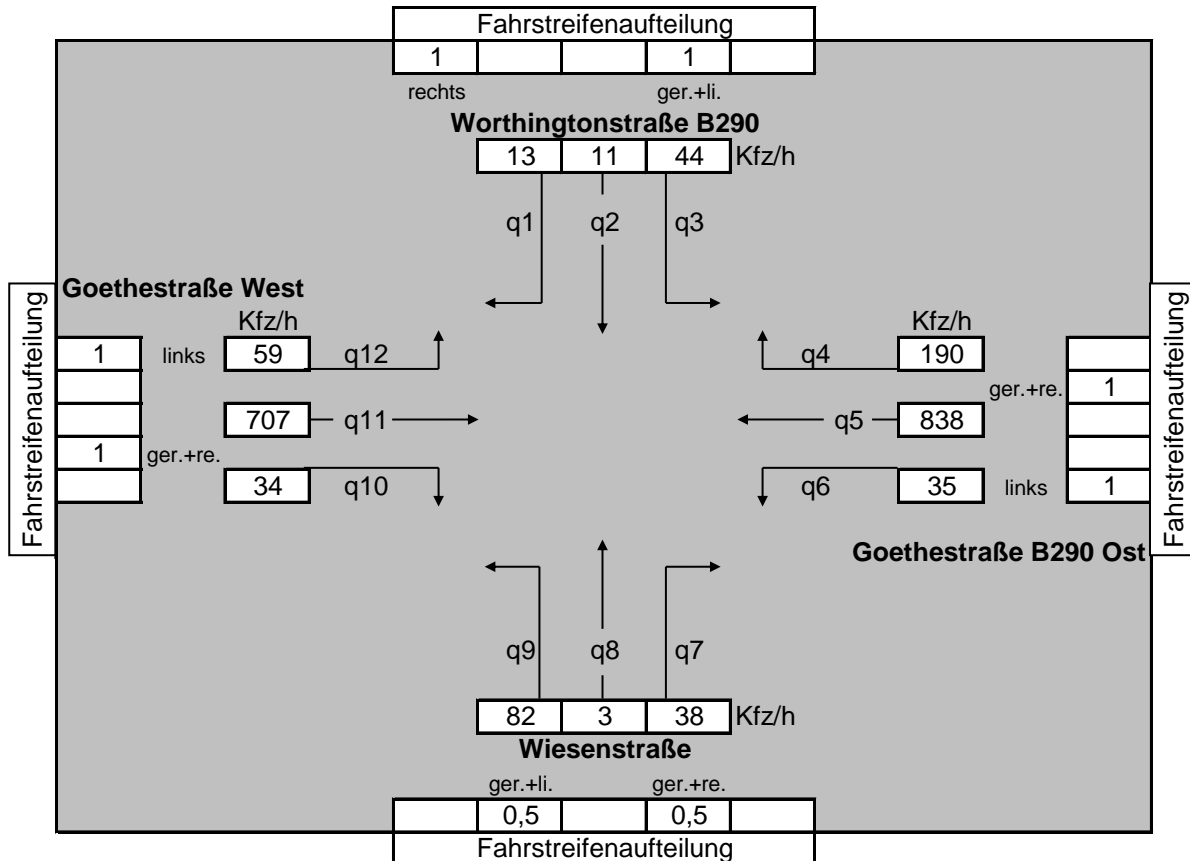 Fahrstreifenaufteilung
1 1
rechts ger.+li.
Worthingtonstraße B290
13 11 44 Kfz/h
q1 q2 q3
Goethestraße West
Kfz/h Kfz/h
1 links 59 q12 q4 190
ger.+re. 1
707 q11 q5 838
1 ger.+re.
34 q10 q6 35 links 1
Fahrstreifenaufteilung
Fahrstreifenaufteilung
Goethestraße B290 Ost
q9 q8 q7
82 3 38 Kfz/h
Wiesenstraße
ger.+li. ger.+re.
0,5 0,5
Fahrstreifenaufteilung